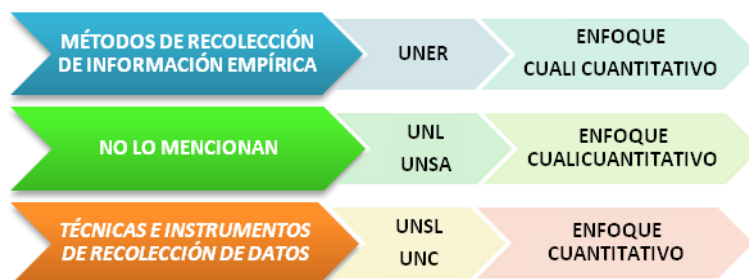 MÉTODOS DE RECOLECCIÓN
DE INFORMACIÓN EMPÍRICA
UNER
ENFOQUE
CUALI CUANTITATIVO
NO LO MENCIONAN
UNL
UNSA
ENFOQUE
CUALICUANTITATIVO
TÉCNICAS E INSTRUMENTOS
DE RECOLECCIÓN DE DATOS
UNSL
UNC
ENFOQUE
CUANTITATIVO